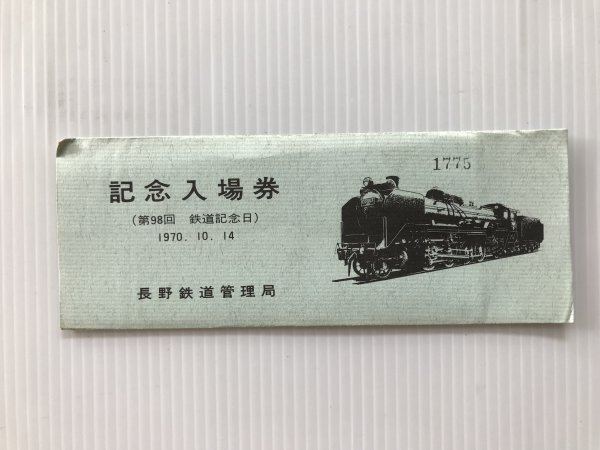 1775
記念入場券
(第98回 鉄道記念日)
1970. 10. 14
長野鉄道管理局